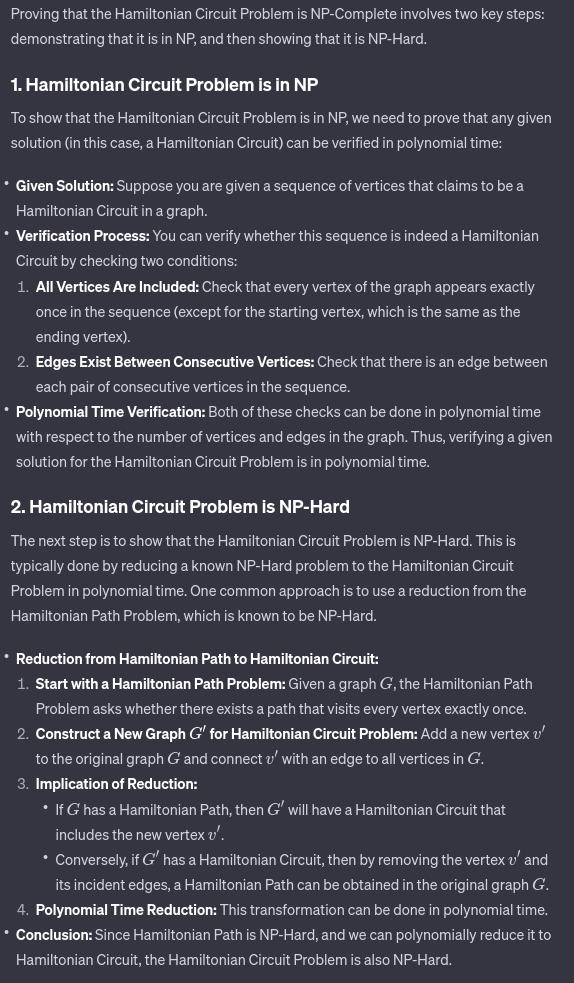 Proving that the Hamiltonian Circuit Problem is NP-Complete involves two key steps:
demonstrating that it is in NP, and then showing that it is NP-Hard.
1. Hamiltonian Circuit Problem is in NP
To show that the Hamiltonian Circuit Problem is in NP, we need to prove that any given
solution (in this case, a Hamiltonian Circuit) can be verified in polynomial time:
• Given Solution: Suppose you are given a sequence of vertices that claims to be a
Hamiltonian Circuit in a graph.
• Verification Process: You can verify whether this sequence is indeed a Hamiltonian
Circuit by checking two conditions:
1. All Vertices Are Included: Check that every vertex of the graph appears exactly
once in the sequence (except for the starting vertex, which is the same as the
ending vertex).
2. Edges Exist Between Consecutive Vertices: Check that there is an edge between
each pair of consecutive vertices in the sequence.
• Polynomial Time Verification: Both of these checks can be done in polynomial time
with respect to the number of vertices and edges in the graph. Thus, verifying a given
solution for the Hamiltonian Circuit Problem is in polynomial time.
2. Hamiltonian Circuit Problem is NP-Hard
The next step is to show that the Hamiltonian Circuit Problem is NP-Hard. This is
typically done by reducing a known NP-Hard problem to the Hamiltonian Circuit
Problem in polynomial time. One common approach is to use a reduction from the
Hamiltonian Path Problem, which is known to be NP-Hard.
• Reduction from Hamiltonian Path to Hamiltonian Circuit:
1. Start with a Hamiltonian Path Problem: Given a graph G, the Hamiltonian Path
Problem asks whether there exists a path that visits every vertex exactly once.
2. Construct a New Graph G′ for Hamiltonian Circuit Problem: Add a new vertex v′
to the original graph G and connect v′ with an edge to all vertices in G.
3. Implication of Reduction:
• If G has a Hamiltonian Path, then G′ will have a Hamiltonian Circuit that
includes the new vertex v′.
• Conversely, if G′ has a Hamiltonian Circuit, then by removing the vertex v′ and
its incident edges, a Hamiltonian Path can be obtained in the original graph G.
4. Polynomial Time Reduction: This transformation can be done in polynomial time.
• Conclusion: Since Hamiltonian Path is NP-Hard, and we can polynomially reduce it to
Hamiltonian Circuit, the Hamiltonian Circuit Problem is also NP-Hard.